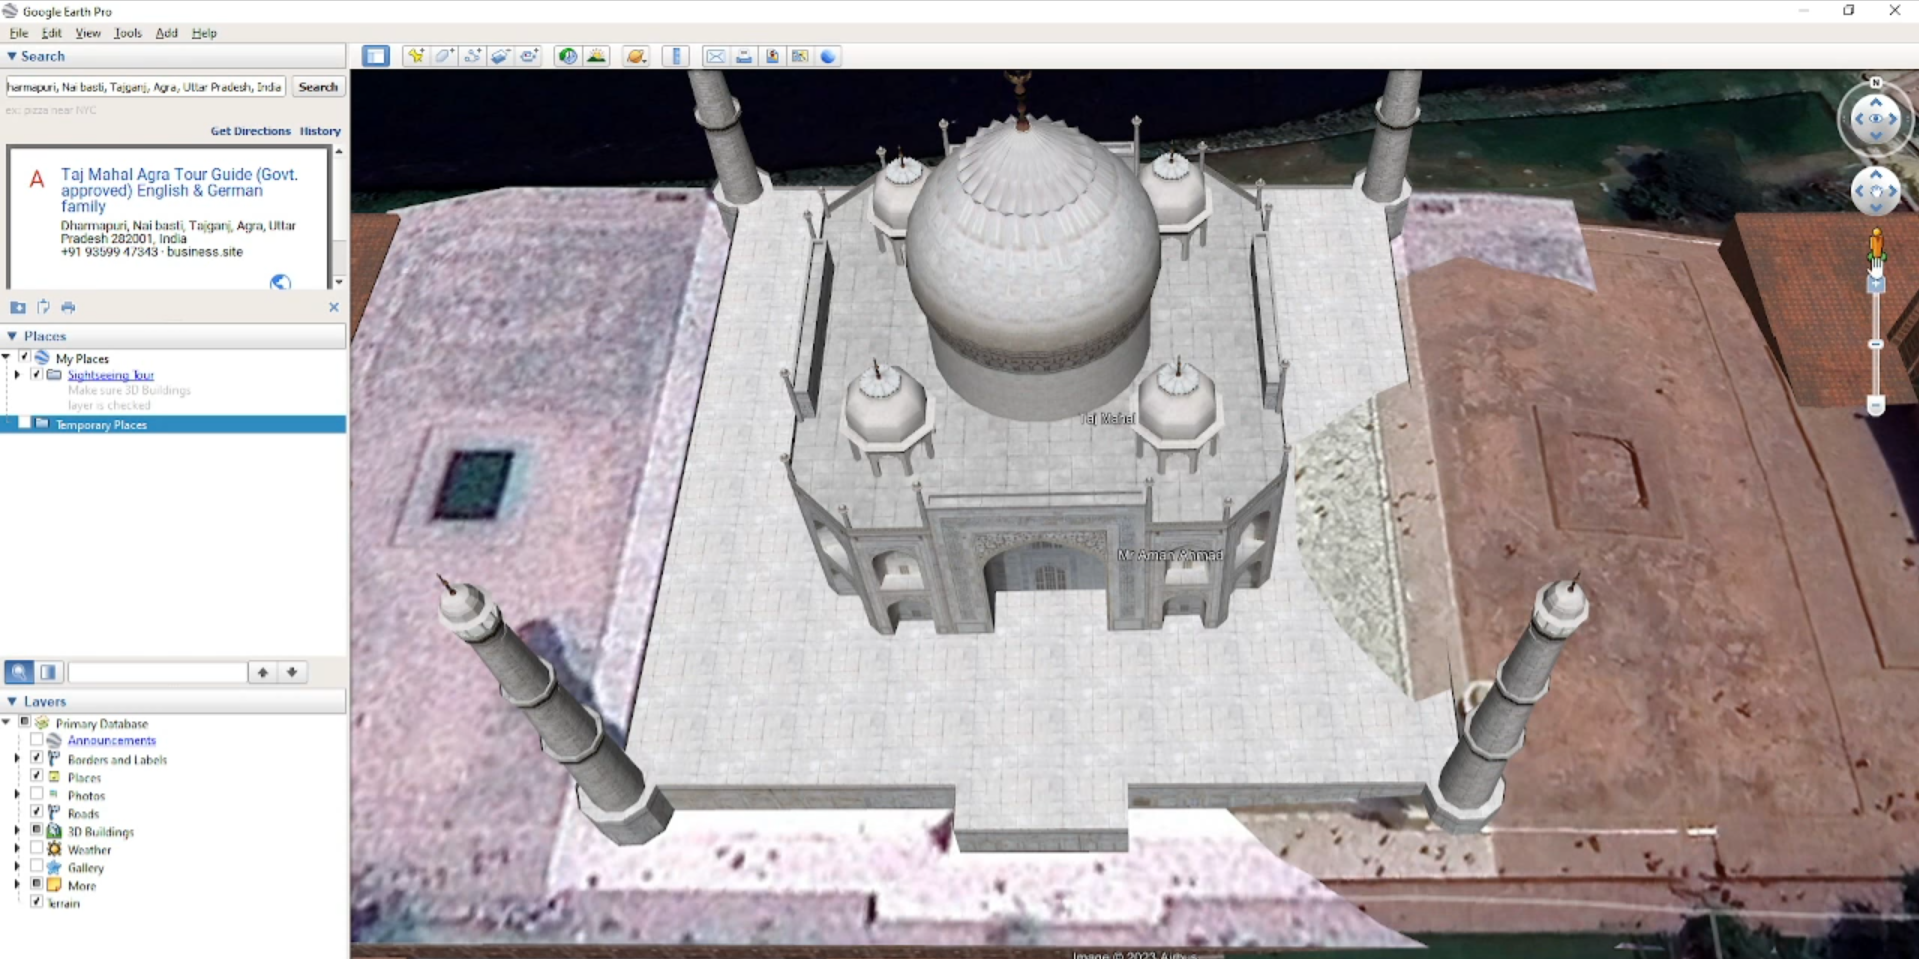 Google Earth Pro
File Edit View Tools Add Help
Search
harmapuri, Nai basti, Tajganj, Agra, Uttar Pradesh, India Search
ex: pizza near NYC
Get Directions History
A
Taj Mahal Agra Tour Guide (Govt.
approved) English & German
family
Dharmapuri, Nai basti, Tajganj, Agra, Uttar
Pradesh 282001, India
+91 93599 47343 · business.site
Places
My Places
Sightseeing Tour
Make sure 3D Buildings
layer is checked
Temporary Places
Layers
Primary Database
Announcements
Borders and Labels
Places
Photos
Roads
3D Buildings
Weather
Gallery
More
Terrain
N
Taj Mahal
Mr Aman Ahmad
Image © 2023 Airbus